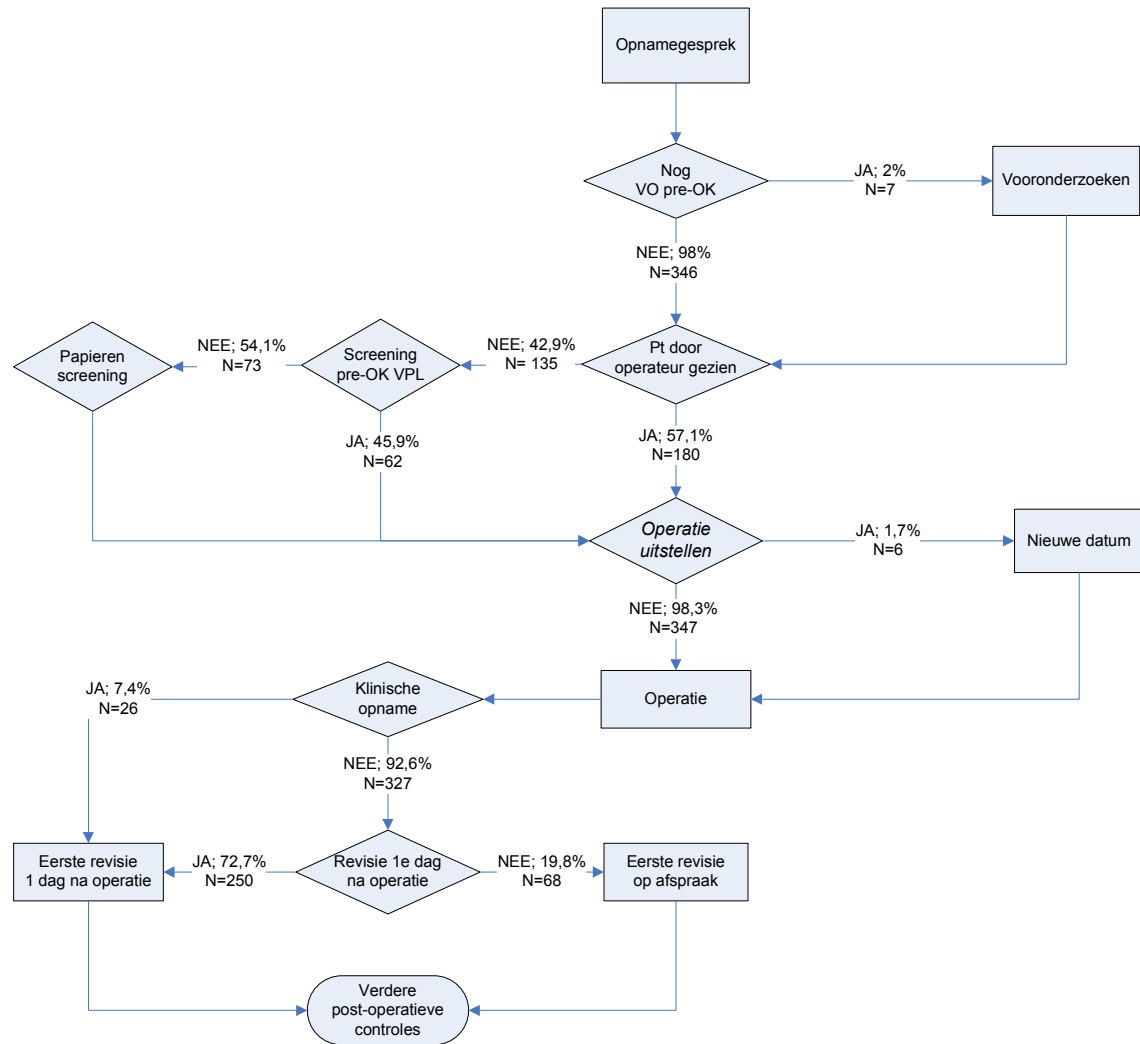 Opnamegesprek
Nog
VO pre-OK
JA; 2%
N=7
Vooronderzoeken
NEE; 98%
N=346
Papieren
screening
NEE; 54,1%
N=73
Screening
pre-OK VPL
NEE; 42,9%
N= 135
Pt door
operateur gezien
JA; 45,9%
N=62
JA; 57,1%
N=180
Operatie
uitstellen
JA; 1,7%
N=6
Nieuwe datum
NEE; 98,3%
N=347
JA; 7,4%
N=26
Klinische
opname
Operatie
NEE; 92,6%
N=327
Eerste revisie
1 dag na operatie
JA; 72,7%
N=250
Revisie 1e dag
na operatie
NEE; 19,8%
N=68
Eerste revisie
op afspraak
Verdere
post-operatieve
controles